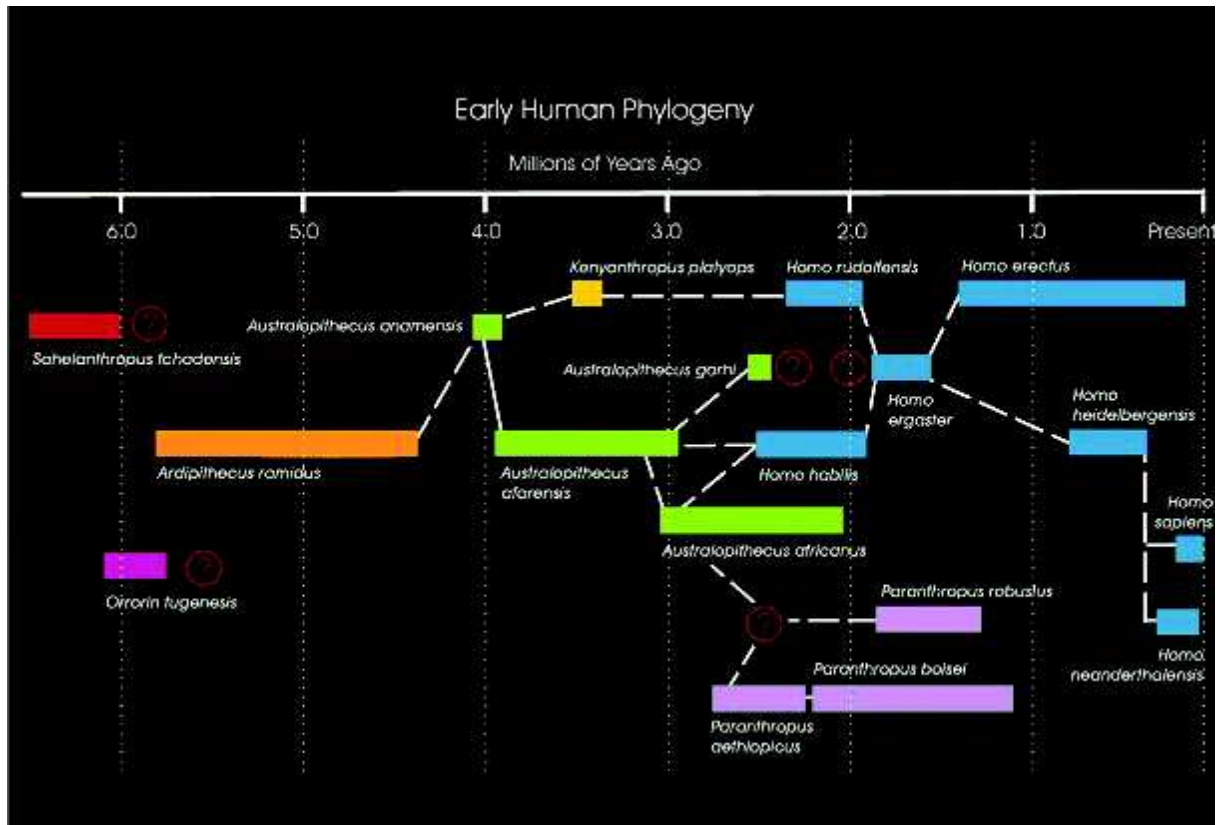 Early Human Phylogeny
Millions of Years Ago
6.0 5.0 4.0 3.0 2.0 1.0 Present
Kenyanthropus platyops
Homo rudolfensis
Homo erectus
Australopithecus anamensis
Sahelanthropus tchadensis
?
Australopithecus garhi
? ?
Homo
ergaster
Homo
heidelbergensis
Ardipithecus ramidus
Australopithecus
afarensis
Homo habilis
Homo
sapiens
Australopithecus africanus
?
Orrorin tugenesis
Paranthropus robustus
?
Homo
neanderthalensis
Paranthropus boisei
Paranthropus
aethiopicus